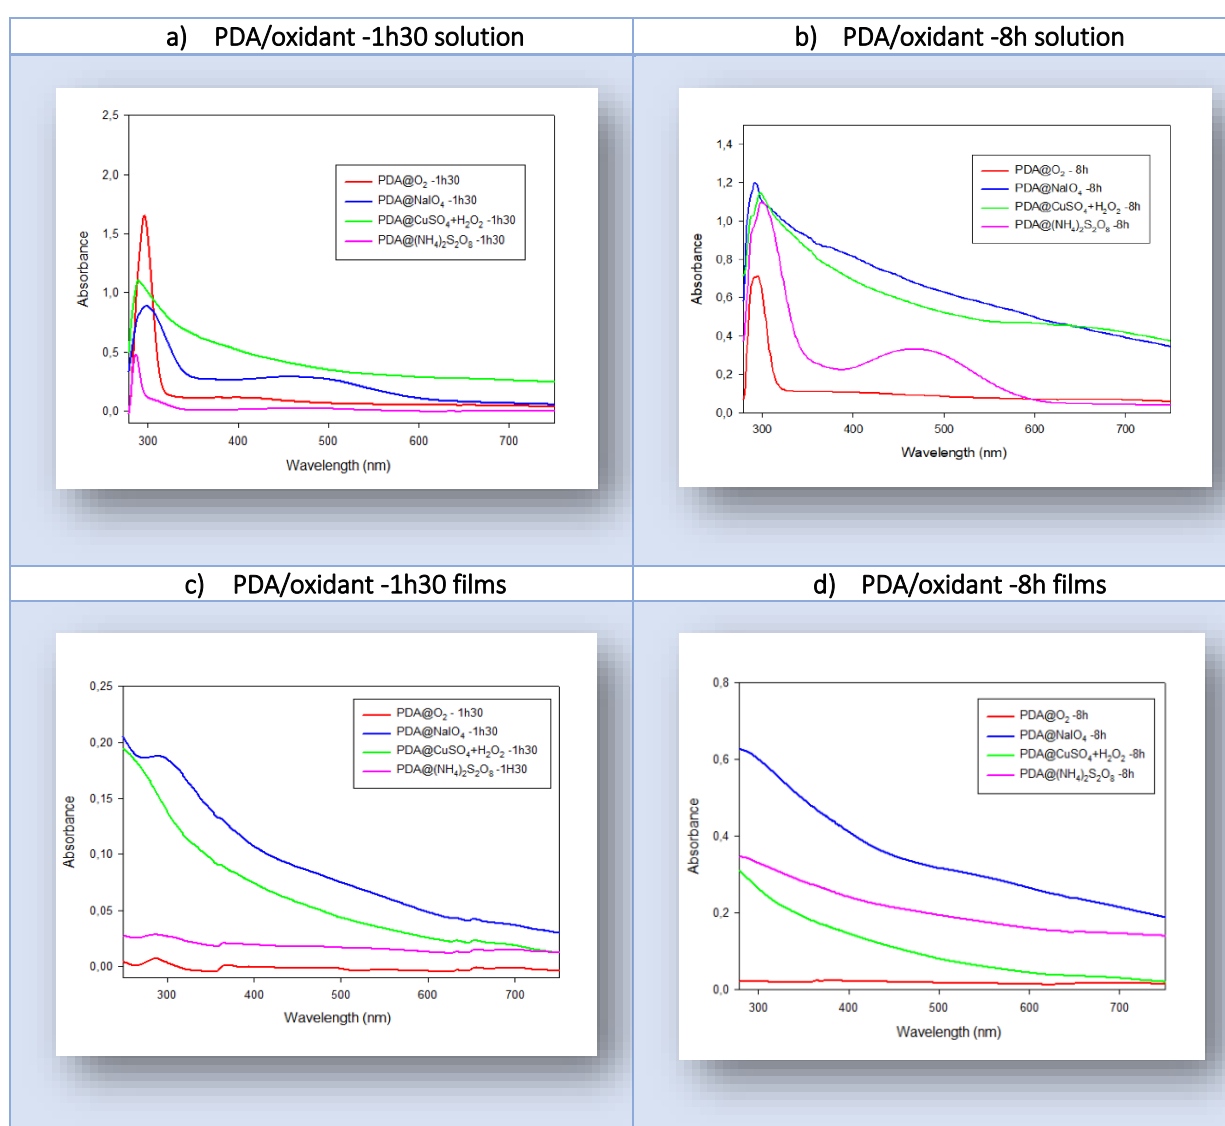 a) PDA/oxidant -1h30 solution
2,5
2,0
1,5
1,0
0,5
0,0
Absorbance
PDA@O₂ -1h30
PDA@NaIO₄ -1h30
PDA@CuSO₄+H₂O₂ -1h30
PDA@(NH₄)₂S₂O₈ -1h30
300 400 500 600 700
Wavelength (nm)
b) PDA/oxidant -8h solution
1,4
1,2
1,0
0,8
0,6
0,4
0,2
0,0
Absorbance
PDA@O₂ - 8h
PDA@NaIO₄ -8h
PDA@CuSO₄+H₂O₂ -8h
PDA@(NH₄)₂S₂O₈ -8h
300 400 500 600 700
Wavelength (nm)
c) PDA/oxidant -1h30 films
0,25
0,20
0,15
0,10
0,05
0,00
Absorbance
PDA@O₂ - 1h30
PDA@NaIO₄ -1h30
PDA@CuSO₄+H₂O₂ -1h30
PDA@(NH₄)₂S₂O₈ -1H30
300 400 500 600 700
Wavelength (nm)
d) PDA/oxidant -8h films
0,8
0,6
0,4
0,2
0,0
Absorbance
PDA@O₂ -8h
PDA@NaIO₄ -8h
PDA@CuSO₄+H₂O₂ -8h
PDA@(NH₄)₂S₂O₈ -8h
300 400 500 600 700
Wavelength (nm)